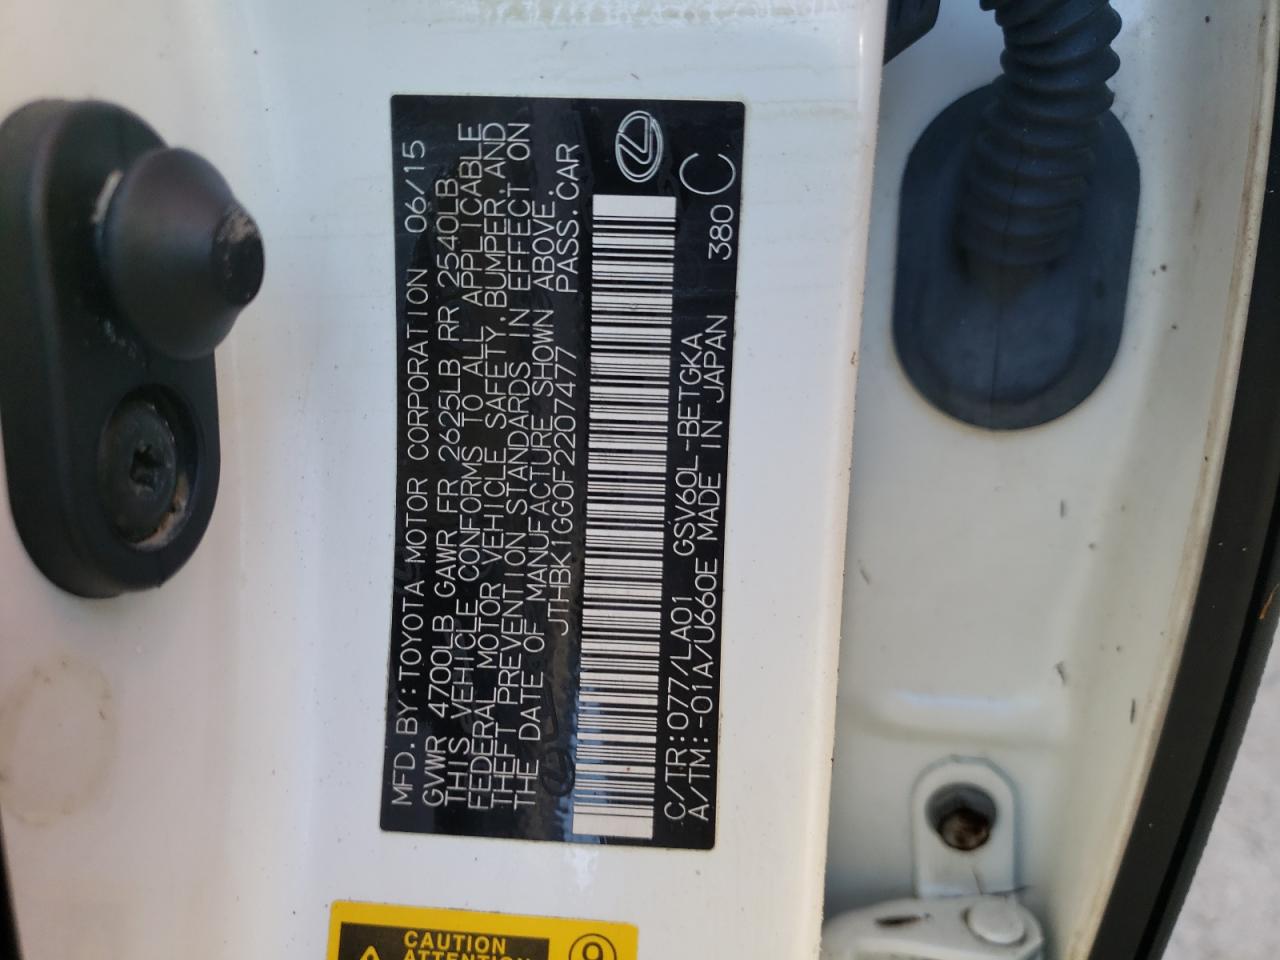 MFD.BY:TOYOTA MOTOR CORPORATION 06/15
GVWR 4700LB GAWR FR 2625LB RR 2540LB
THIS VEHICLE CONFORMS TO ALL APPLICABLE
FEDERAL MOTOR VEHICLE SAFETY,BUMPER,AND
THEFT PREVENTION STANDARDS IN EFFECT ON
THE DATE OF MANUFACTURE SHOWN ABOVE.
JTHBK1GG0F2207477 PASS.CAR
C/TR:077/LA01 GSV60L-BETGKA 380 C
A/TM:-01A/U660E MADE IN JAPAN
CAUTION
ATTENTION
9